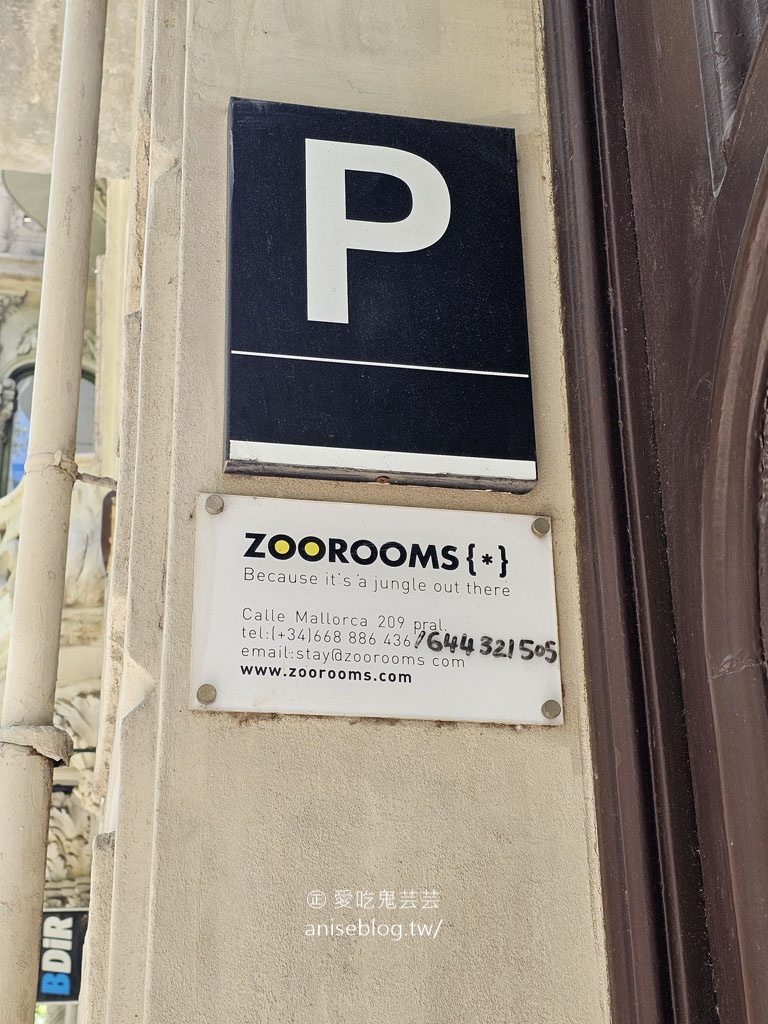 P
ZOOROOMS{*}
Because it's a jungle out there
Calle Mallorca 209 pral.
tel:(+34)668 886 436/644321505
email:stay@zoorooms com
www.zoorooms.com
BDiR
㊣ 愛吃鬼芸芸
aniseblog.tw/